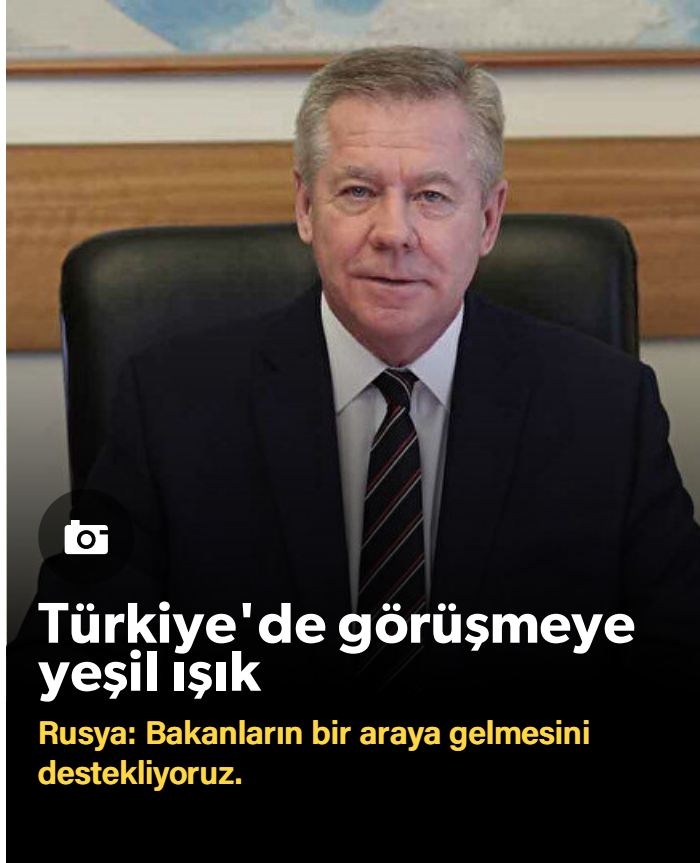 Türkiye'de görüşmeye
yeşil ışık
Rusya: Bakanların bir araya gelmesini
destekliyoruz.